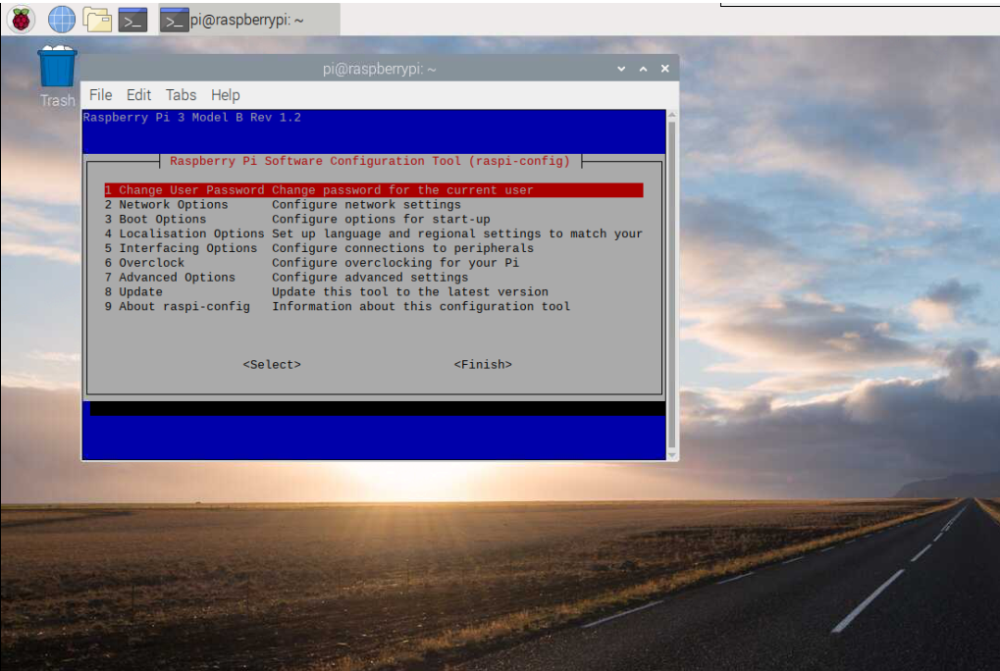 >_ >_ pi@raspberrypi: ~
Trash
pi@raspberrypi: ~
File Edit Tabs Help
Raspberry Pi 3 Model B Rev 1.2
Raspberry Pi Software Configuration Tool (raspi-config)
1 Change User Password Change password for the current user
2 Network Options Configure network settings
3 Boot Options Configure options for start-up
4 Localisation Options Set up language and regional settings to match your
5 Interfacing Options Configure connections to peripherals
6 Overclock Configure overclocking for your Pi
7 Advanced Options Configure advanced settings
8 Update Update this tool to the latest version
9 About raspi-config Information about this configuration tool
<Select> <Finish>